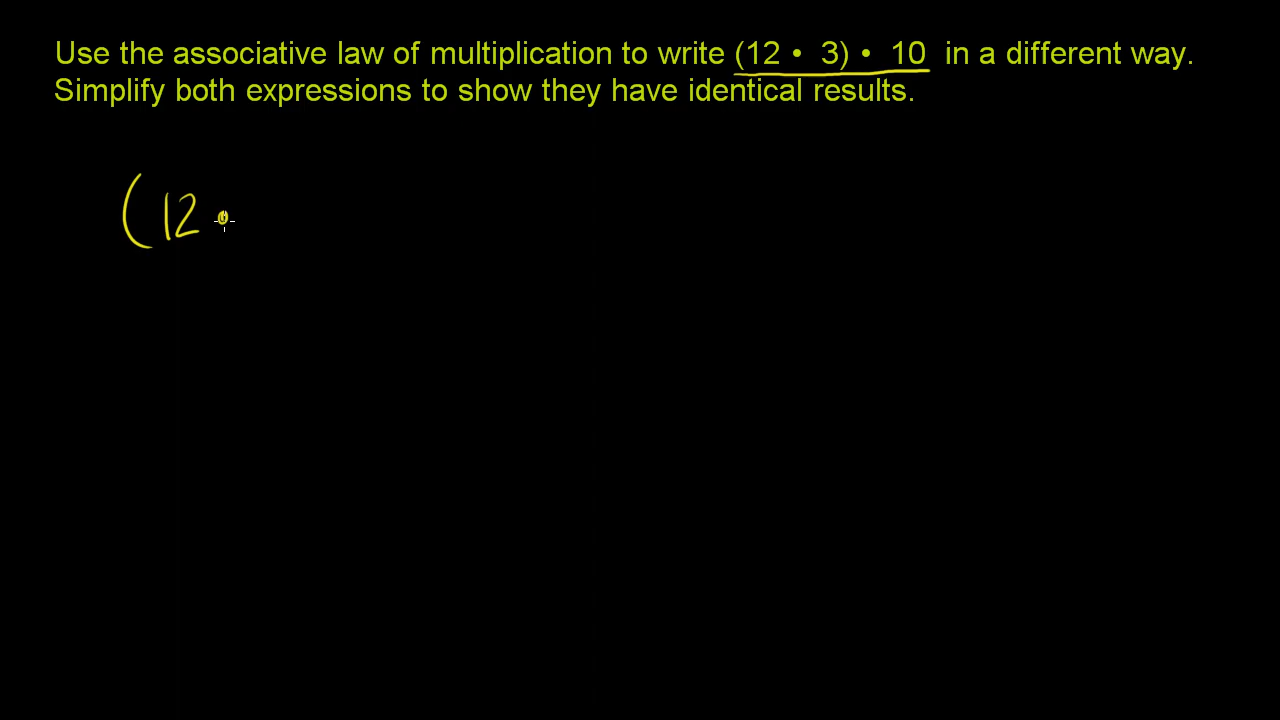 Use the associative law of multiplication to write (12 • 3) • 10 in a different way.
Simplify both expressions to show they have identical results.
(12 •